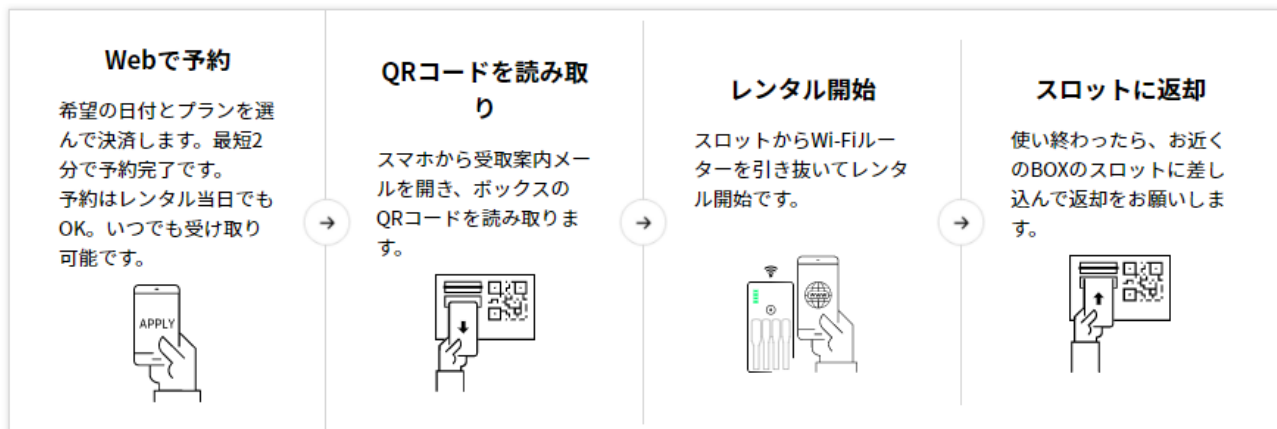 Webで予約
希望の日付とプランを選
んで決済します。最短2
分で予約完了です。
予約はレンタル当日でも
OK。いつでも受け取り
可能です。
APPLY
QRコードを読み取
り
スマホから受取案内メー
ルを開き、ボックスの
QRコードを読み取りま
す。
レンタル開始
スロットからWi-Fiルー
ターを引き抜いてレンタ
ル開始です。
www
スロットに返却
使い終わったら、お近く
のBOXのスロットに差し
込んで返却をお願いしま
す。